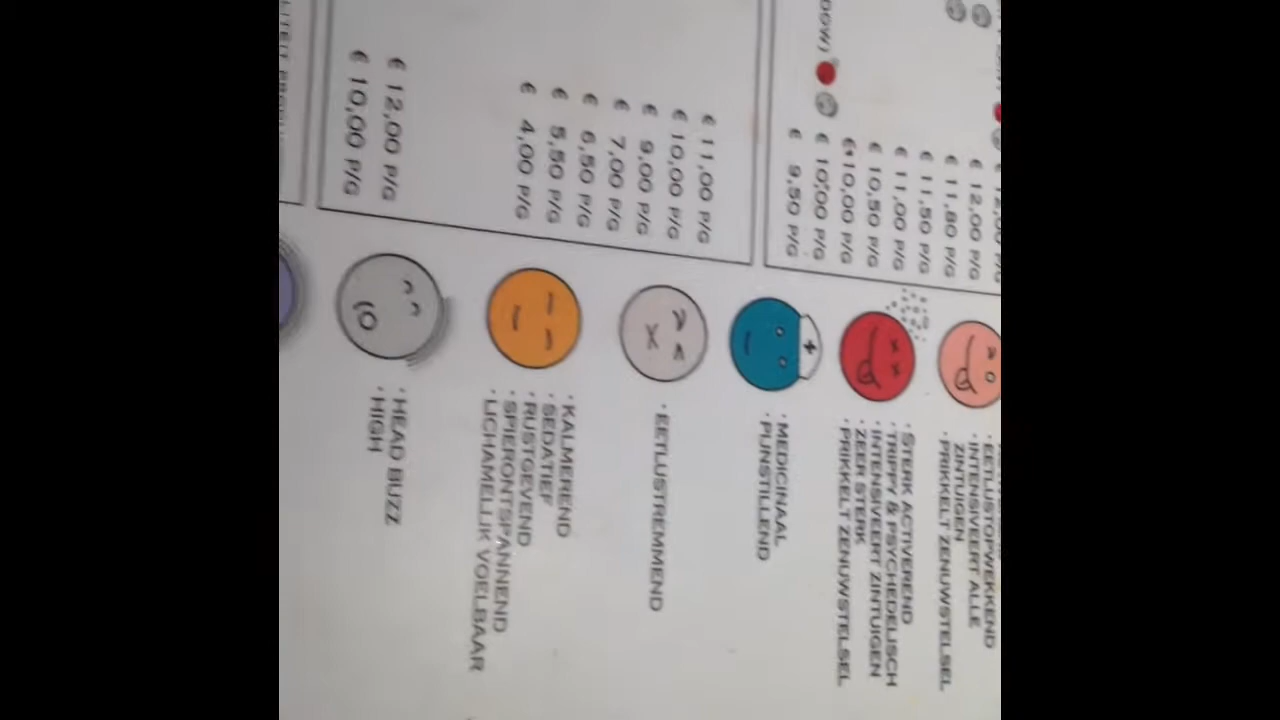 € 12,00 P/G
€ 11,80 P/G
€ 11,50 P/G
€ 11,00 P/G
€ 10,50 P/G
€ 10,00 P/G
€ 10,00 P/G
€ 9,50 P/G
€ 11,00 P/G
€ 10,00 P/G
€ 9,00 P/G
€ 7,00 P/G
€ 6,50 P/G
€ 5,50 P/G
€ 4,00 P/G
€ 12,00 P/G
€ 10,00 P/G
· EETLUSTOPWEKKEND
· INTENSIVEERT ALLE
ZINTUIGEN
· PRIKKELT ZENUWSTELSEL
· STERK ACTIVEREND
· TRIPPY & PSYCHEDELISCH
· INTENSIVEERT ZINTUIGEN
· ZEER STERK
· PRIKKELT ZENUWSTELSEL
· MEDICINAAL
· PIJNSTILLEND
· EETLUSTREMMEND
· KALMEREND
· SEDATIEF
· RUSTGEVEND
· SPIERONTSPANNEND
· LICHAMELIJK VOELBAAR
· HEAD BUZZ
· HIGH